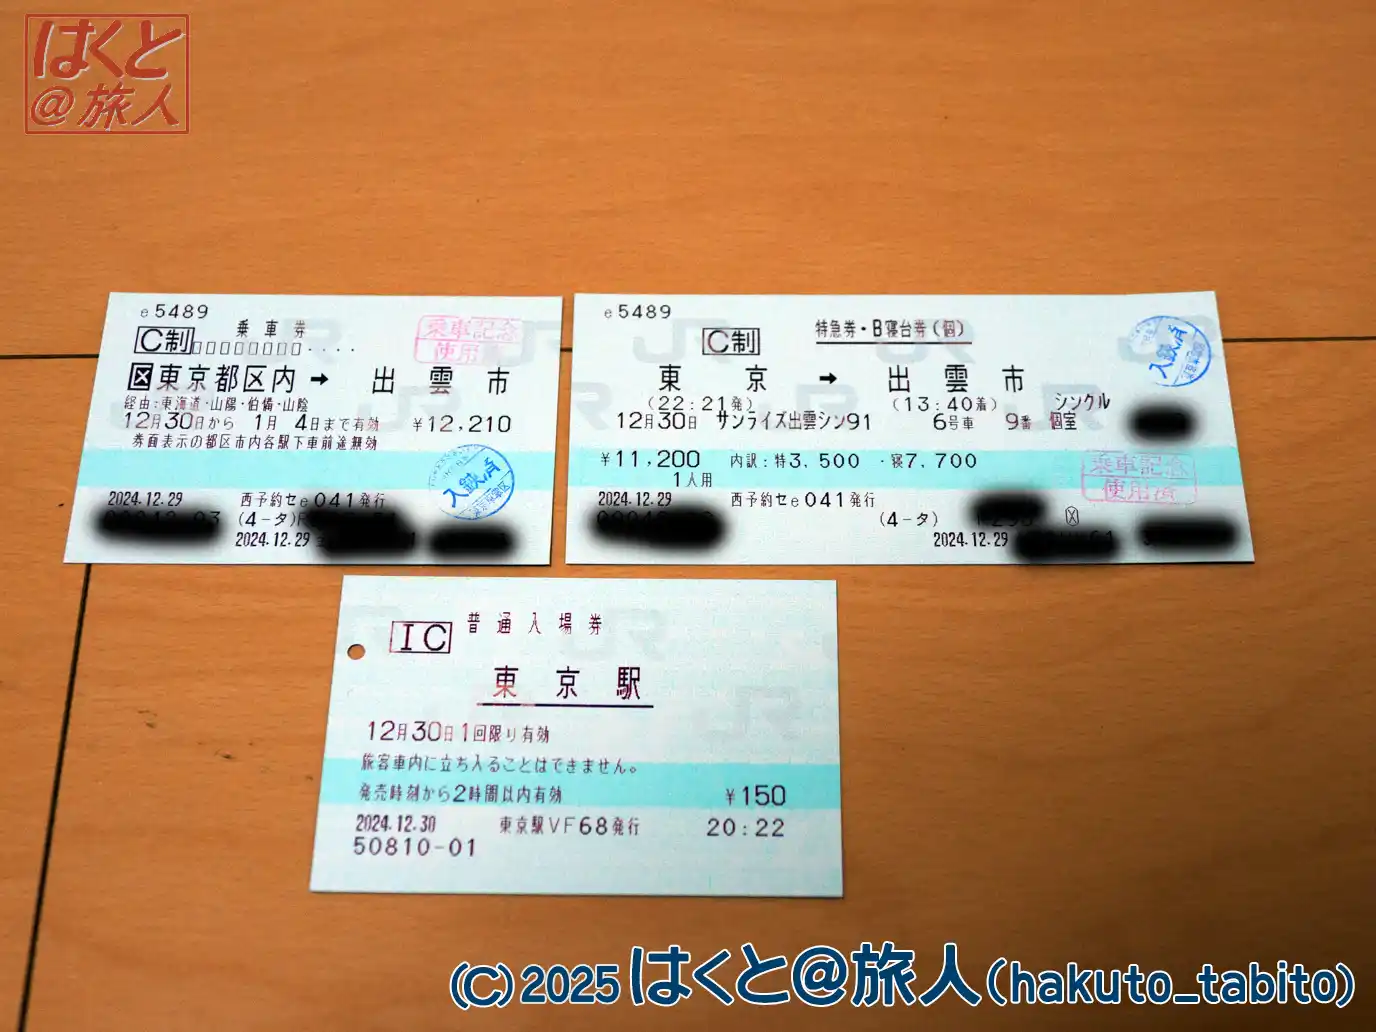 はくと
@旅人
e5489
乗車券
C制
乗車記念
使用
区東京都区内 → 出雲市
経由:東海道・山陽・伯備・山陰
12月30日から 1月 4日まで有効 ¥12,210
券面表示の都区市内各駅下車前途無効
入鉄済
2024.12.29 西予約セe041発行
(4-タ)
2024.12.29
e5489
C制
特急券・B寝台券(個)
入鉄済
東京 → 出雲市
(22:21発) (13:40着) シングル
12月30日 サンライズ出雲シン91 6号車 9番 個室
¥11,200 内訳:特3,500 ・寝7,700
1人用
乗車記念
使用済
2024.12.29 西予約セe041発行
(4-タ)
2024.12.29
IC 普通入場券
東京駅
12月30日1回限り有効
旅客車内に立ち入ることはできません。
発売時刻から2時間以内有効 ¥150
2024.12.30 東京駅VF68発行 20:22
50810-01
(C)2025はくと@旅人(hakuto_tabito)